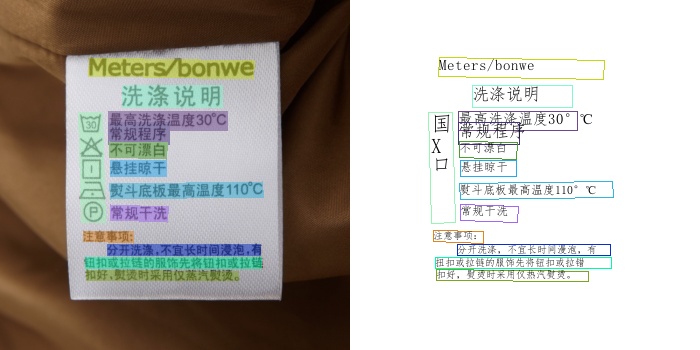 Meters/bonwe
洗涤说明
30 最高洗涤温度30℃
常规程序
不可漂白
悬挂晾干
熨斗底板最高温度110℃
P 常规干洗
注意事项:
分开洗涤,不宜长时间浸泡,有
钮扣或拉链的服饰先将钮扣或拉链
扣好,熨烫时采用仅蒸汽熨烫。
Meters/bonwe
洗涤说明
国
X
口
最高洗涤温度30°℃
常规程序
不可漂白
悬挂晾干
熨斗底板最高温度110°℃
常规干洗
注意事项:
分开洗涤,不宜长时间浸泡,有
扭扣或拉链的服饰先将钮扣或拉错
扣好,熨烫时采用仅热汽熨烫。